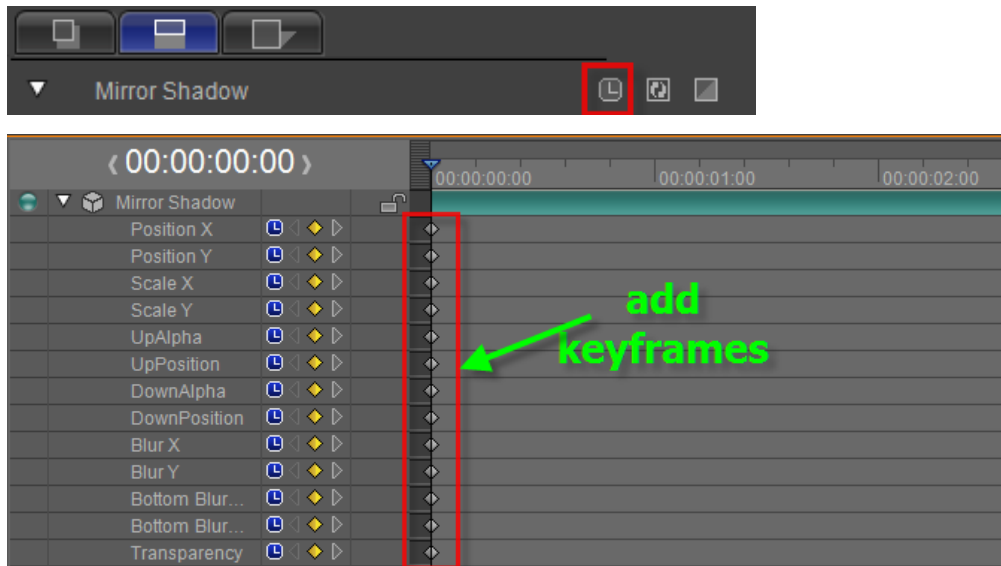 Mirror Shadow
00:00:00:00
00:00:00:00 00:00:01:00 00:00:02:00
Mirror Shadow
Position X
Position Y
Scale X
Scale Y
add
UpAlpha
keyframes
UpPosition
DownAlpha
DownPosition
Blur X
Blur Y
Bottom Blur...
Bottom Blur...
Transparency